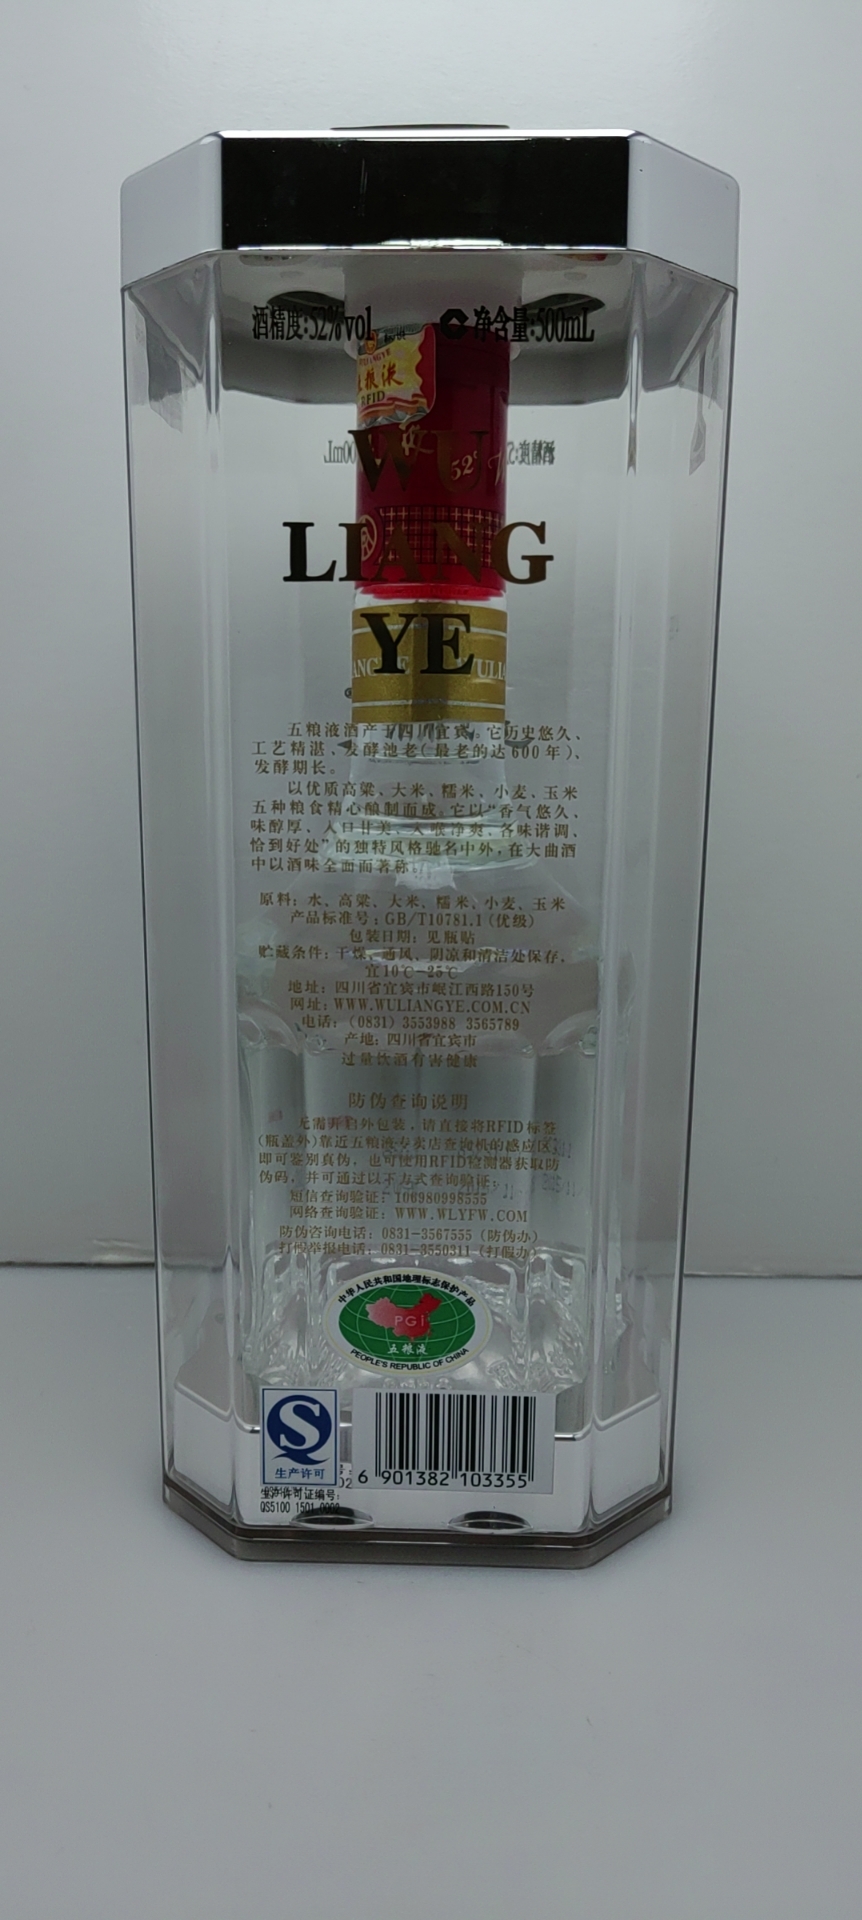 酒精度:52%vol 净含量:500mL
RFID
52°
WU
LIANG
YE
五粮液酒产于四川宜宾。它历史悠久、
工艺精湛、发酵池老(最老的达600年)、
发酵期长。
以优质高粱、大米、糯米、小麦、玉米
五种粮食精心酿制而成。它以“香气悠久、
味醇厚、入口甘美、入喉净爽、各味谐调、
恰到好处”的独特风格驰名中外,在大曲酒
中以酒味全面而著称。
原料: 水、高粱、大米、糯米、小麦、玉米
产品标准号: GB/T10781.1(优级)
包装日期: 见瓶贴
贮藏条件: 干燥、通风、阴凉和清洁处保存,
宜10℃-25℃
地址: 四川省宜宾市岷江西路150号
网址: WWW.WULIANGYE.COM.CN
电话: (0831) 3553988 3565789
产地: 四川省宜宾市
过量饮酒有害健康
防伪查询说明
无需开启外包装,请直接将RFID标签
(瓶盖外)靠近五粮液专卖店查询机的感应区,
即可鉴别真伪,也可使用RFID检测器获取防
伪码,并可通过以下方式查询验证:
短信查询验证: 106980998555
网络查询验证: WWW.WLYFW.COM
防伪咨询电话: 0831-3567555 (防伪办)
打假举报电话: 0831-3550311 (打假办)
中华人民共和国地理标志保护产品
PGI
五粮液
PEOPLE'S REPUBLIC OF CHINA
S
生产许可
生产许可证编号:
QS5100 1501 0002
6 901382 103355